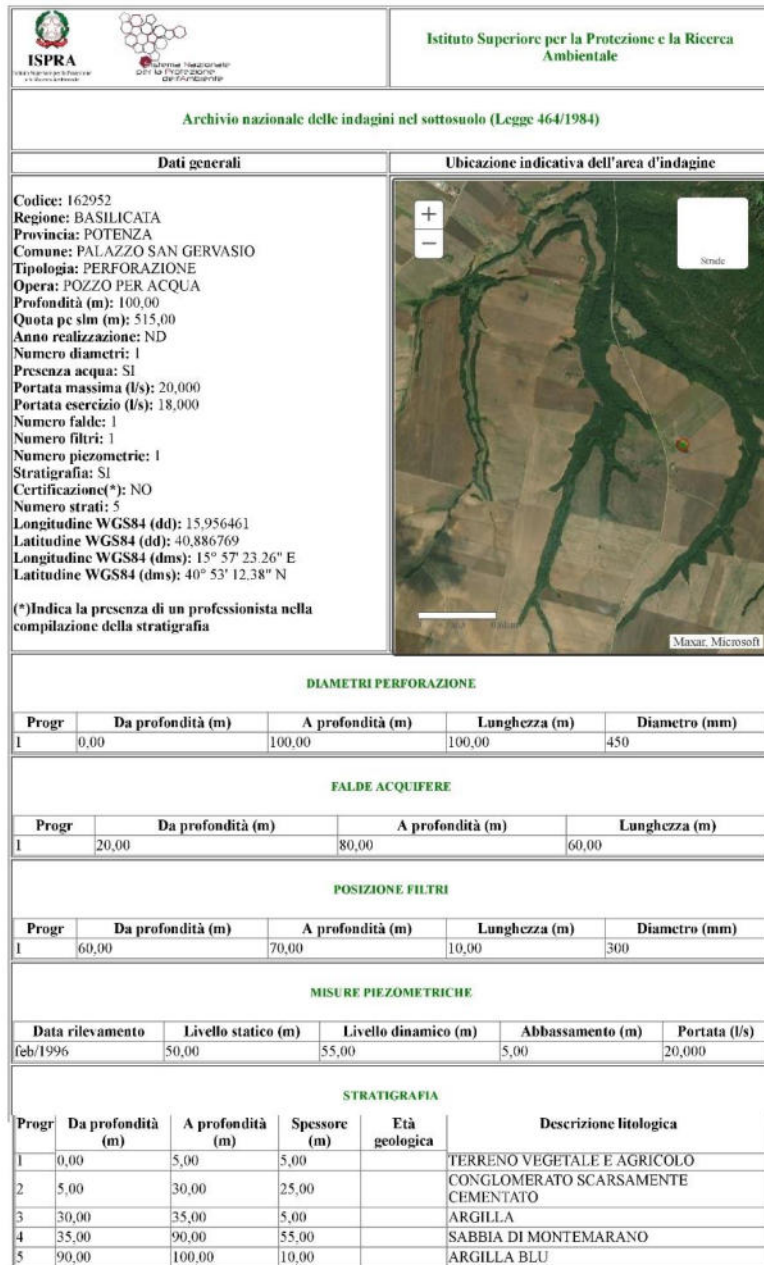 ISPRA
Sistema Nazionale
per la Protezione
dell'Ambiente
Istituto Superiore per la Protezione e la Ricerca
Ambientale
Archivio nazionale delle indagini nel sottosuolo (Legge 464/1984)
Dati generali
Ubicazione indicativa dell'area d'indagine
Codice: 162952
Regione: BASILICATA
Provincia: POTENZA
Comune: PALAZZO SAN GERVASIO
Tipologia: PERFORAZIONE
Opera: POZZO PER ACQUA
Profondità (m): 100,00
Quota pc slm (m): 515,00
Anno realizzazione: ND
Numero diametri: 1
Presenza acqua: SI
Portata massima (l/s): 20,000
Portata esercizio (l/s): 18,000
Numero falde: 1
Numero filtri: 1
Numero piezometrie: 1
Stratigrafia: SI
Certificazione(*): NO
Numero strati: 5
Longitudine WGS84 (dd): 15,956461
Latitudine WGS84 (dd): 40,886769
Longitudine WGS84 (dms): 15° 57' 23.26" E
Latitudine WGS84 (dms): 40° 53' 12.38" N
(*)Indica la presenza di un professionista nella
compilazione della stratigrafia
+
−
Strade
Maxar, Microsoft
DIAMETRI PERFORAZIONE
Progr Da profondità (m) A profondità (m) Lunghezza (m) Diametro (mm)
1 0,00 100,00 100,00 450
FALDE ACQUIFERE
Progr Da profondità (m) A profondità (m) Lunghezza (m)
1 20,00 80,00 60,00
POSIZIONE FILTRI
Progr Da profondità (m) A profondità (m) Lunghezza (m) Diametro (mm)
1 60,00 70,00 10,00 300
MISURE PIEZOMETRICHE
Data rilevamento Livello statico (m) Livello dinamico (m) Abbassamento (m) Portata (l/s)
feb/1996 50,00 55,00 5,00 20,000
STRATIGRAFIA
Progr Da profondità (m) A profondità (m) Spessore (m) Età geologica Descrizione litologica
1 0,00 5,00 5,00 TERRENO VEGETALE E AGRICOLO
2 5,00 30,00 25,00 CONGLOMERATO SCARSAMENTE CEMENTATO
3 30,00 35,00 5,00 ARGILLA
4 35,00 90,00 55,00 SABBIA DI MONTEMARANO
5 90,00 100,00 10,00 ARGILLA BLU